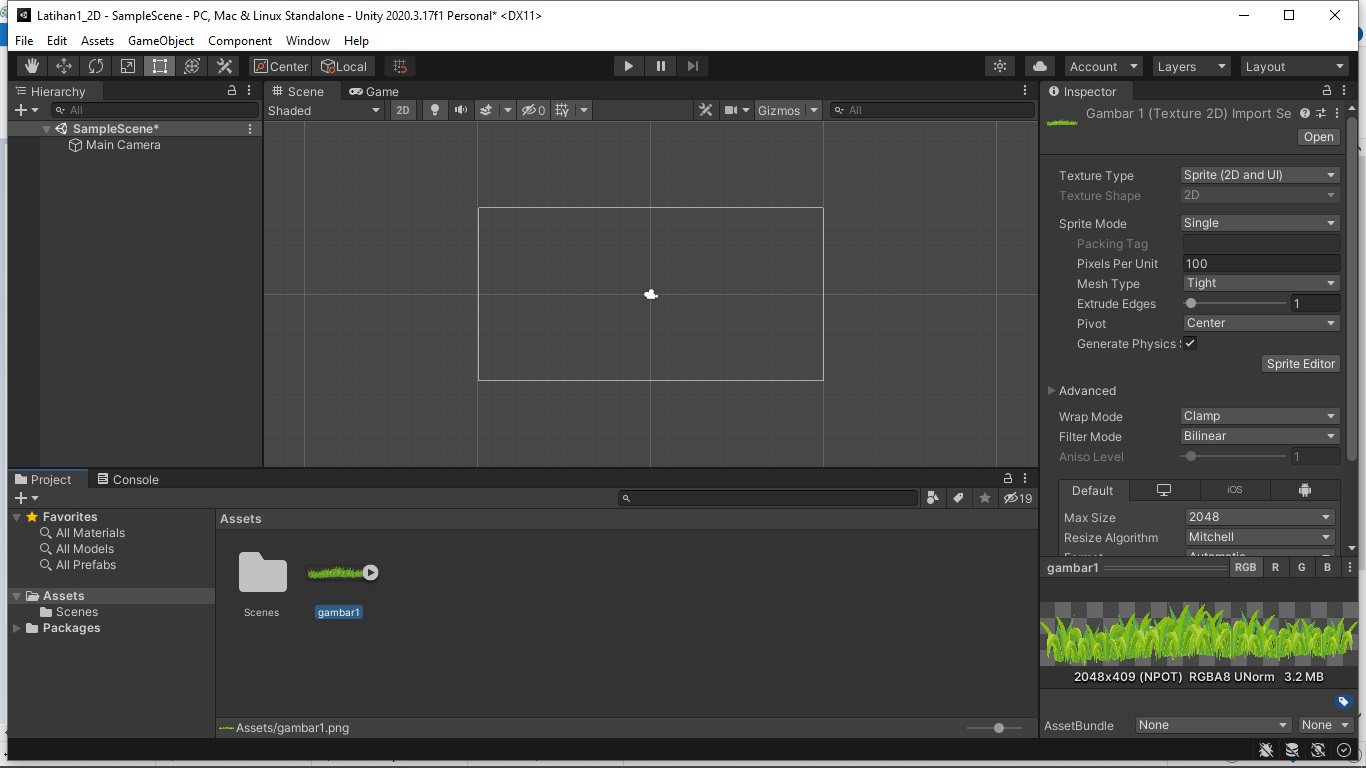 Latihan1_2D - SampleScene - PC, Mac & Linux Standalone - Unity 2020.3.17f1 Personal* <DX11>
File Edit Assets GameObject Component Window Help
Center Local Account Layers Layout
Hierarchy
All
SampleScene*
Main Camera
Scene Game
Shaded 2D 0 Gizmos All
Inspector
Gambar 1 (Texture 2D) Import Se
Open
Texture Type Sprite (2D and UI)
Texture Shape 2D
Sprite Mode Single
Packing Tag
Pixels Per Unit 100
Mesh Type Tight
Extrude Edges 1
Pivot Center
Generate Physics
Sprite Editor
Advanced
Wrap Mode Clamp
Filter Mode Bilinear
Aniso Level 1
Default iOS
Max Size 2048
Resize Algorithm Mitchell
Format Automatic
gambar1 RGB R G B
2048x409 (NPOT) RGBA8 UNorm 3.2 MB
AssetBundle None None
Project Console
19
Favorites
All Materials
All Models
All Prefabs
Assets
Scenes
Packages
Assets
Scenes gambar1
Assets/gambar1.png